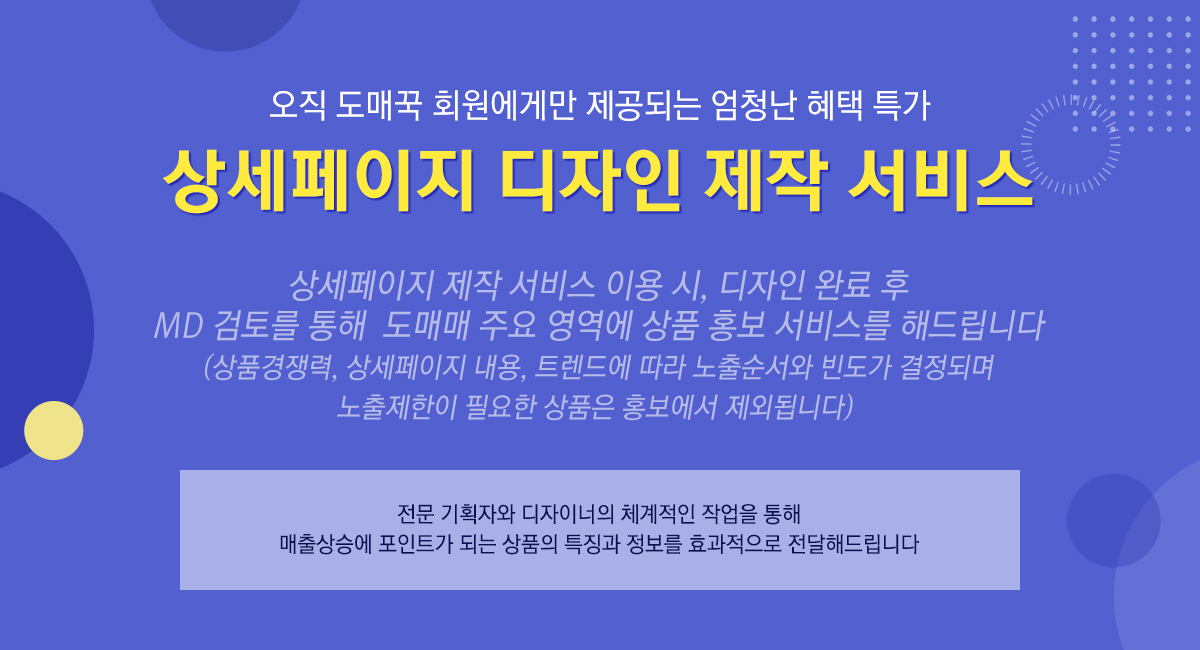 오직 도매꾹 회원에게만 제공되는 엄청난 혜택 특가
상세페이지 디자인 제작 서비스
상세페이지 제작 서비스 이용 시, 디자인 완료 후
MD 검토를 통해 도매매 주요 영역에 상품 홍보 서비스를 해드립니다
(상품경쟁력, 상세페이지 내용, 트렌드에 따라 노출순서와 빈도가 결정되며
노출제한이 필요한 상품은 홍보에서 제외됩니다)
전문 기획자와 디자이너의 체계적인 작업을 통해
매출상승에 포인트가 되는 상품의 특징과 정보를 효과적으로 전달해드립니다